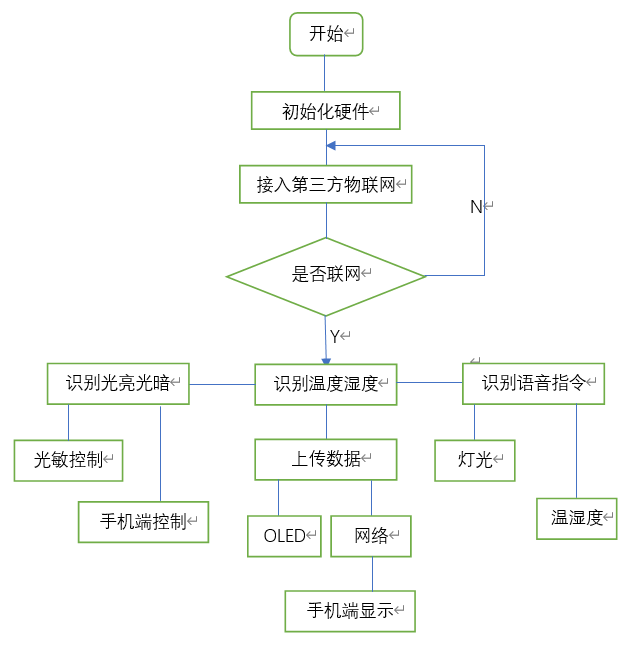 开始
初始化硬件
接入第三方物联网
N
是否联网
Y
识别光亮光暗
识别温度湿度
识别语音指令
光敏控制
上传数据
灯光
手机端控制
温湿度
OLED
网络
手机端显示